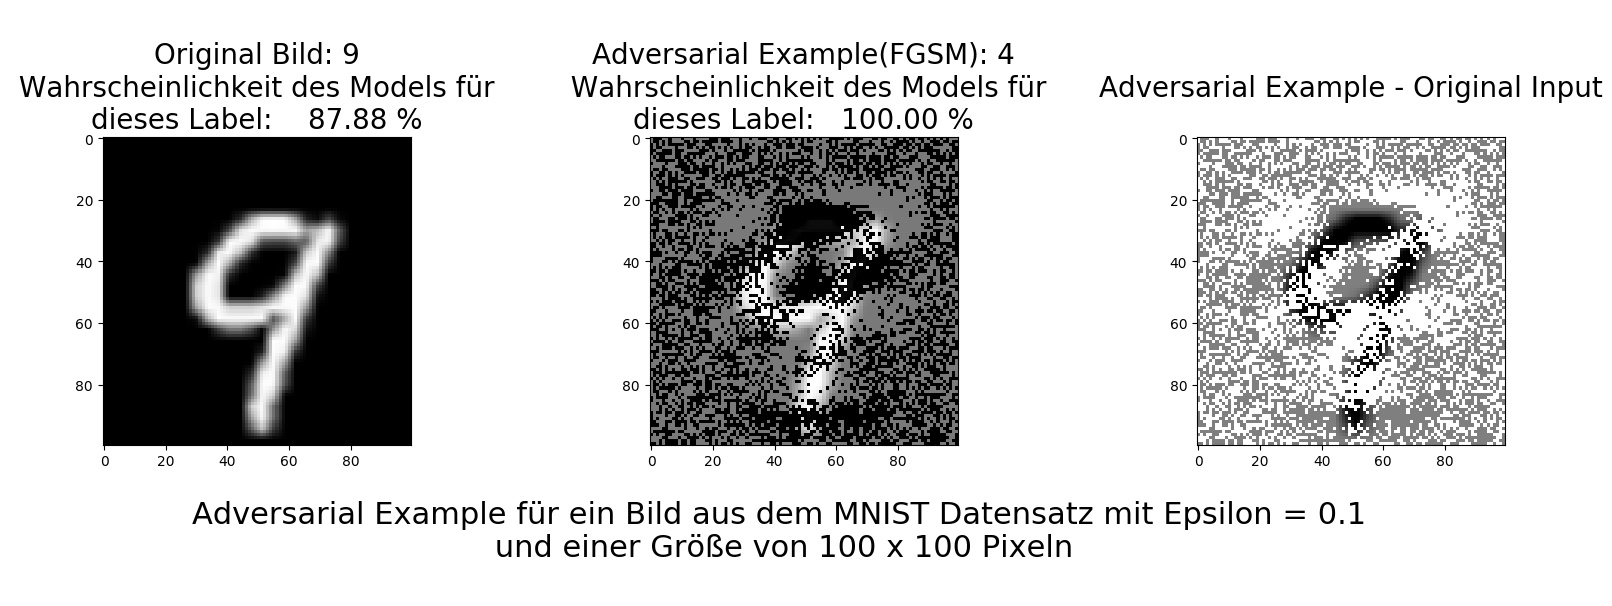 Original Bild: 9
Wahrscheinlichkeit des Models für
dieses Label: 87.88 %
0
20
40
60
80
0 20 40 60 80
Adversarial Example(FGSM): 4
Wahrscheinlichkeit des Models für
dieses Label: 100.00 %
0
20
40
60
80
0 20 40 60 80
Adversarial Example - Original Input
0
20
40
60
80
0 20 40 60 80
Adversarial Example für ein Bild aus dem MNIST Datensatz mit Epsilon = 0.1
und einer Größe von 100 x 100 Pixeln